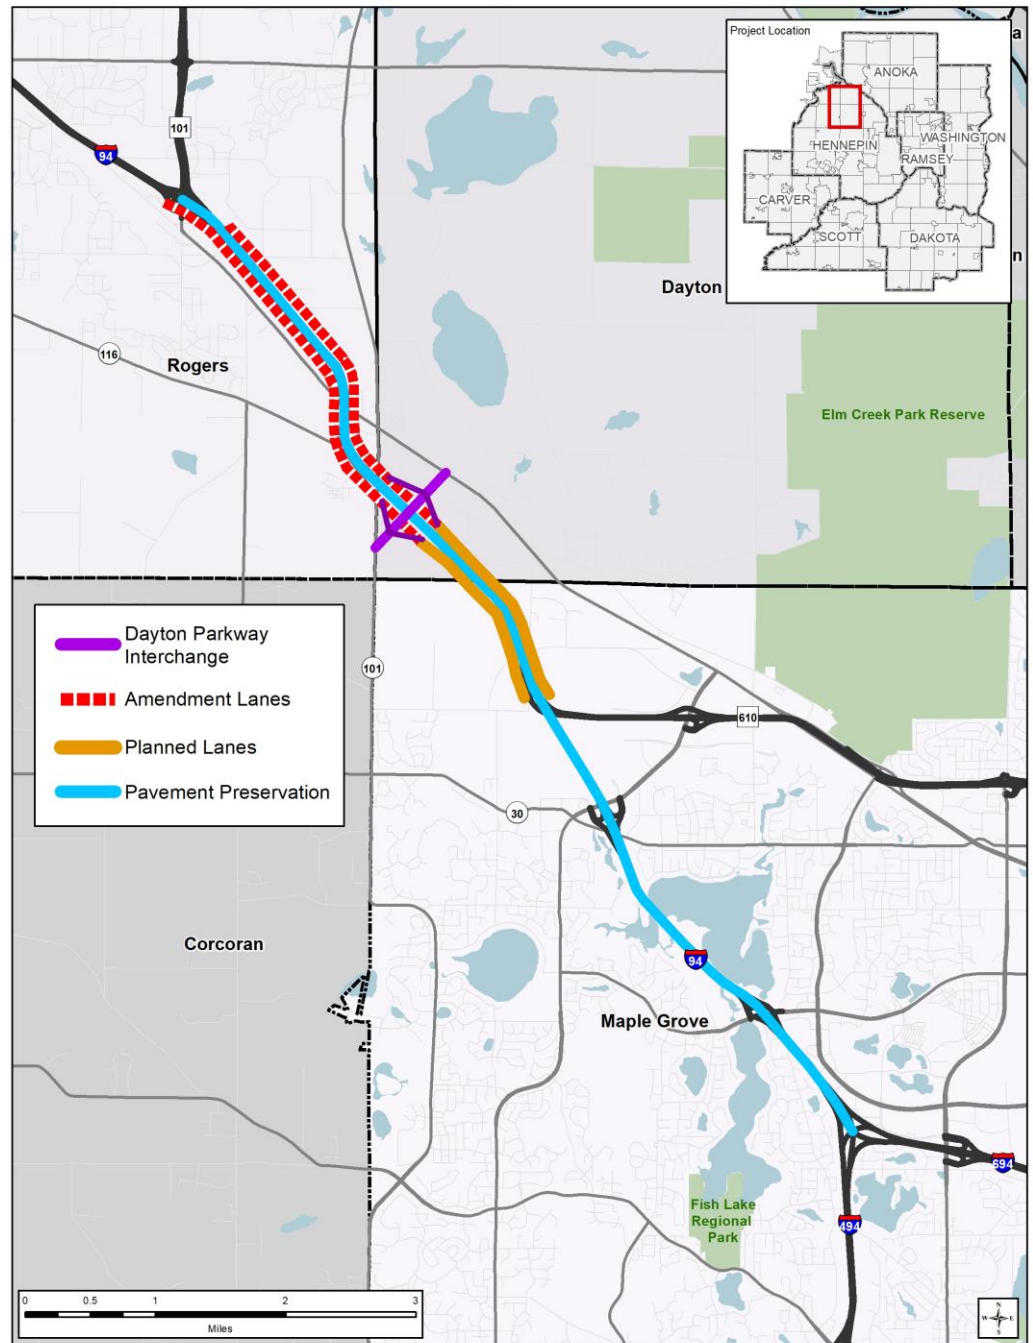 Project Location
a
ANOKA
WASHINGTON
HENNEPIN
RAMSEY
CARVER
SCOTT
DAKOTA
n
101
94
Dayton
116
Rogers
Elm Creek Park Reserve
Dayton Parkway
Interchange
Amendment Lanes
Planned Lanes
Pavement Preservation
101
610
30
Corcoran
94
Maple Grove
694
Fish Lake
Regional
Park
494
0 0.5 1 2 3
Miles
N
W E
S